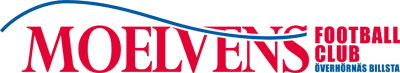 MOELVENS
FOOTBALL
CLUB
ÖVERHÖRNÄS BILLSTA